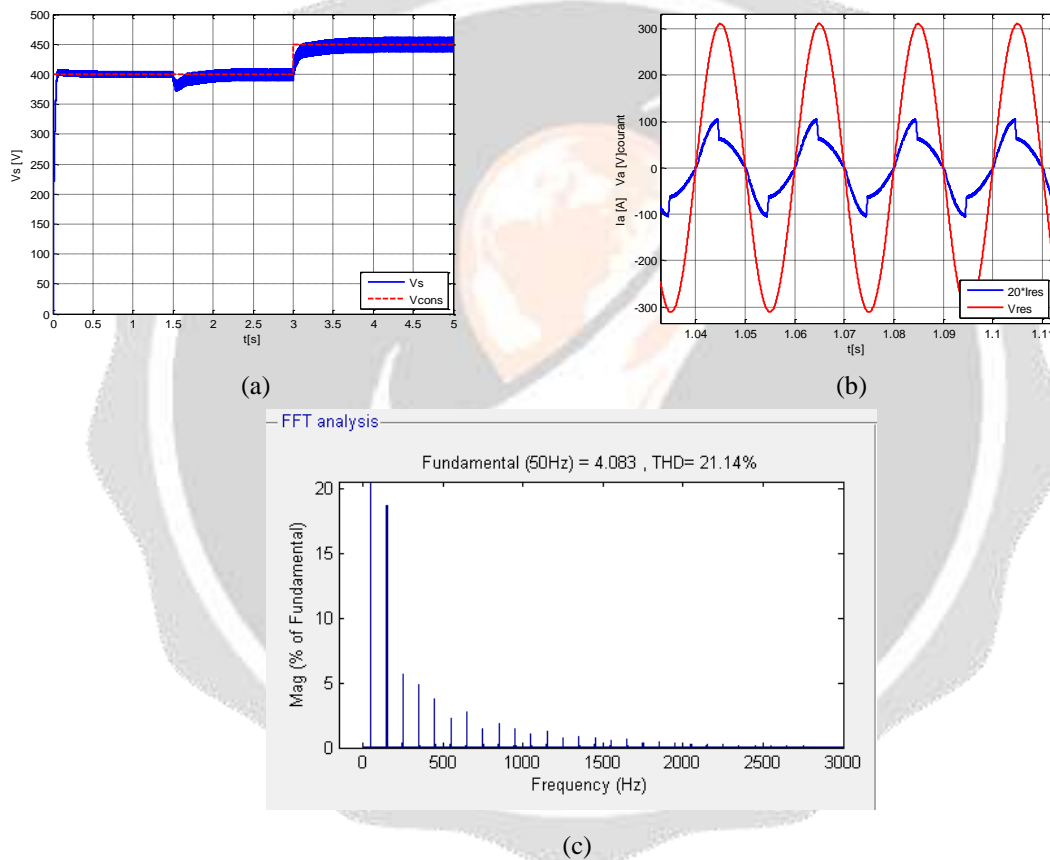 500
450
400
350
300
250
200
150
100
50
0
Vs [V]
0 0.5 1 1.5 2 2.5 3 3.5 4 4.5 5
t[s]
Vs
Vcons
(a)
300
200
100
0
-100
-200
-300
Ia [A] Va [V]courant
1.04 1.05 1.06 1.07 1.08 1.09 1.1 1.11
t[s]
20*Ires
Vres
(b)
FFT analysis
Fundamental (50Hz) = 4.083 , THD= 21.14%
20
15
10
5
0
Mag (% of Fundamental)
0 500 1000 1500 2000 2500 3000
Frequency (Hz)
(c)